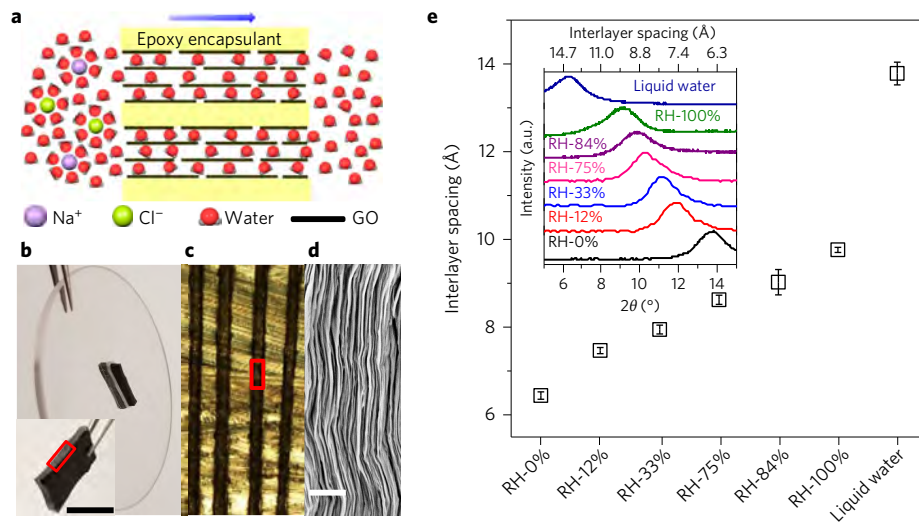 a
Epoxy encapsulant
Na⁺
Cl⁻
Water
GO
b
c
d
e
Interlayer spacing (Å)
14
12
10
8
6
RH-0%
RH-12%
RH-33%
RH-75%
RH-84%
RH-100%
Liquid water
Interlayer spacing (Å)
14.7 11.0 8.8 7.4 6.3
Intensity (a.u.)
Liquid water
RH-100%
RH-84%
RH-75%
RH-33%
RH-12%
RH-0%
6 8 10 12 14
2θ (°)